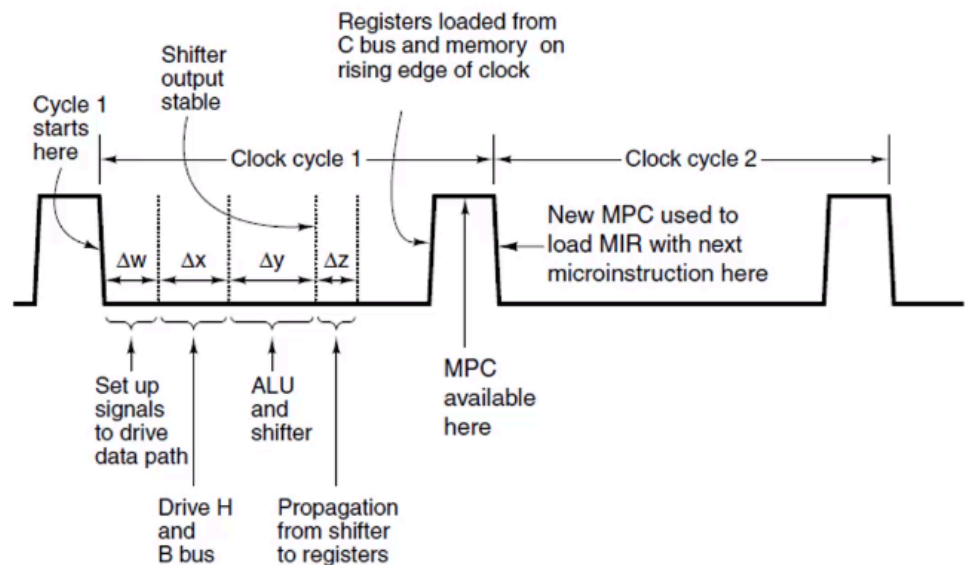 Registers loaded from
C bus and memory on
rising edge of clock
Shifter
output
stable
Cycle 1
starts
here
Clock cycle 1
Clock cycle 2
New MPC used to
load MIR with next
microinstruction here
Δw
Δx
Δy
Δz
Set up
signals
to drive
data path
ALU
and
shifter
MPC
available
here
Drive H
and
B bus
Propagation
from shifter
to registers